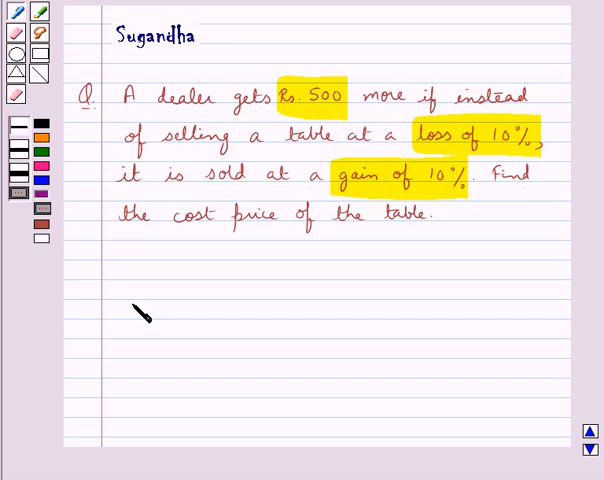 Sugandha
Q. A dealer gets Rs. 500 more if instead
of selling a table at a loss of 10%,
it is sold at a gain of 10%. Find
the cost price of the table.